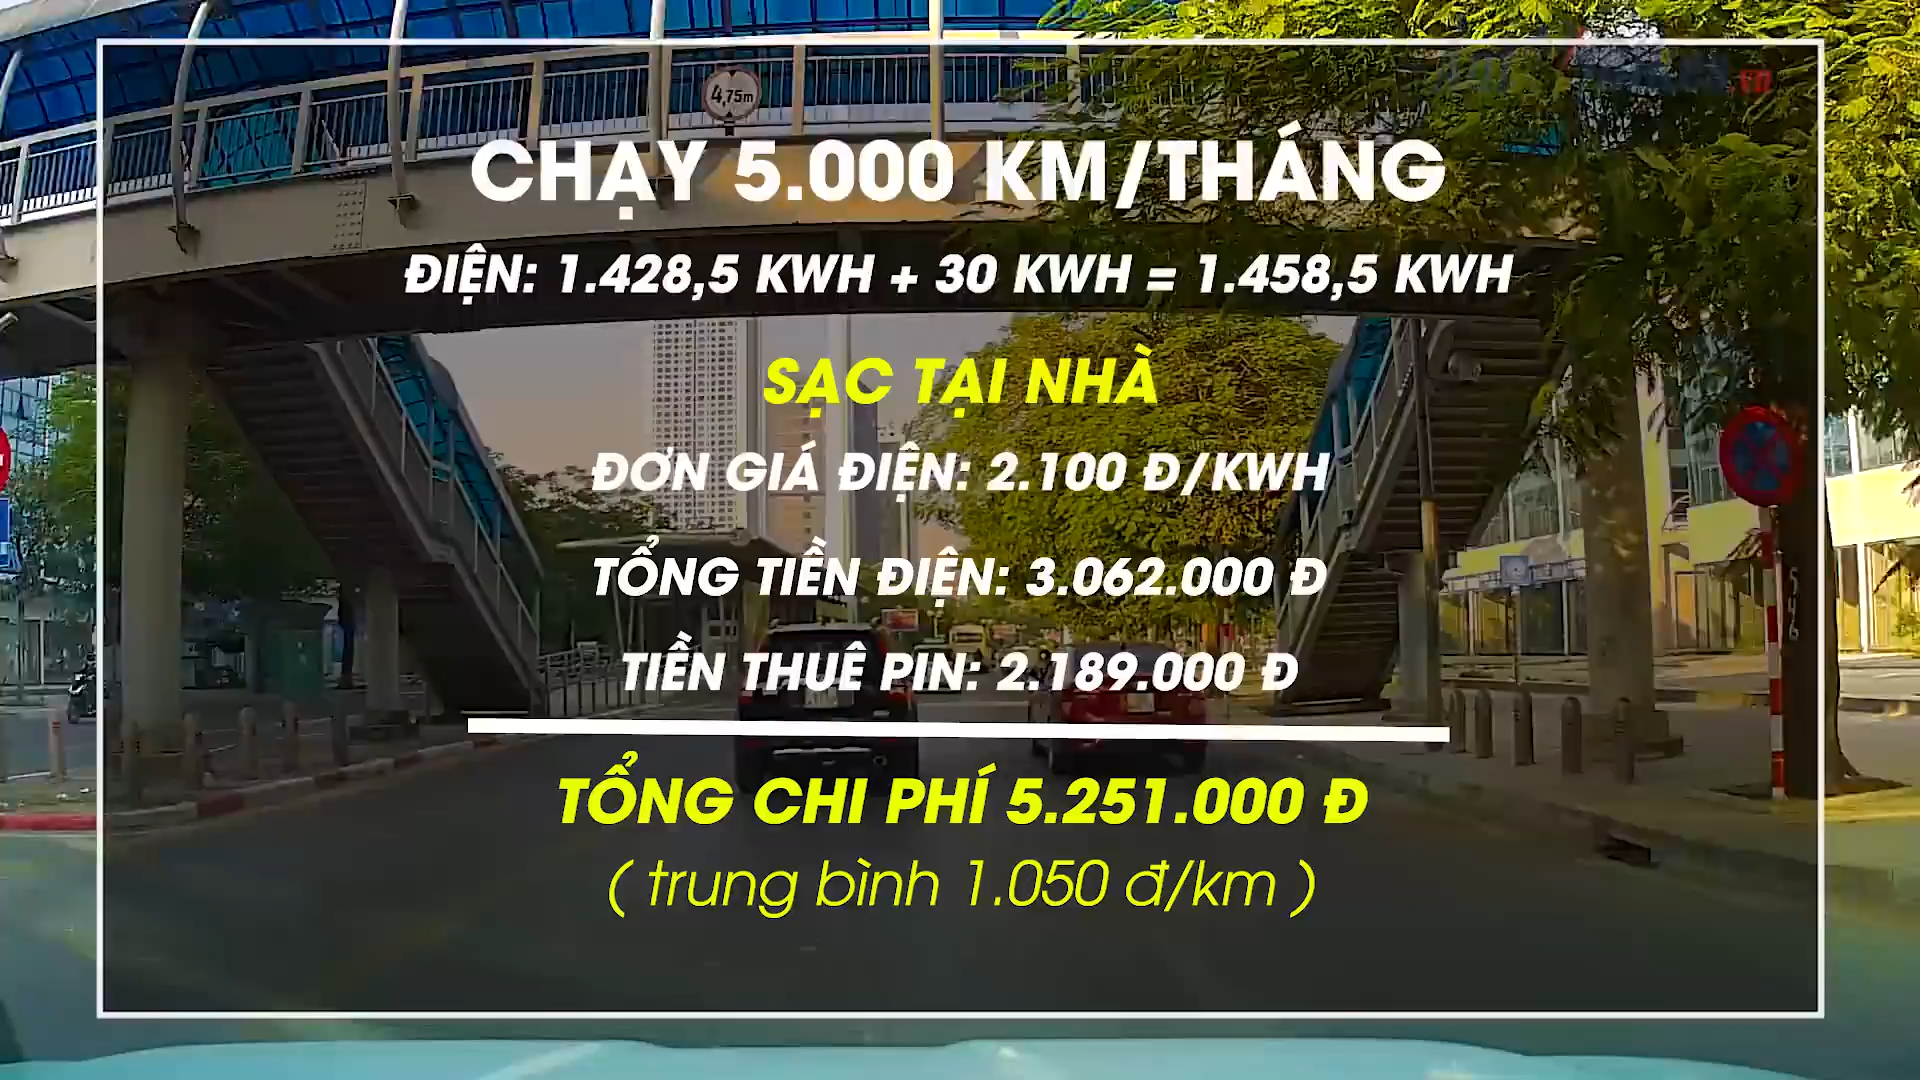 4,75m
.vn
CHẠY 5.000 KM/THÁNG
ĐIỆN: 1.428,5 KWH + 30 KWH = 1.458,5 KWH
SẠC TẠI NHÀ
ĐƠN GIÁ ĐIỆN: 2.100 Đ/KWH
TỔNG TIỀN ĐIỆN: 3.062.000 Đ
TIỀN THUÊ PIN: 2.189.000 Đ
TỔNG CHI PHÍ 5.251.000 Đ
( trung bình 1.050 đ/km )